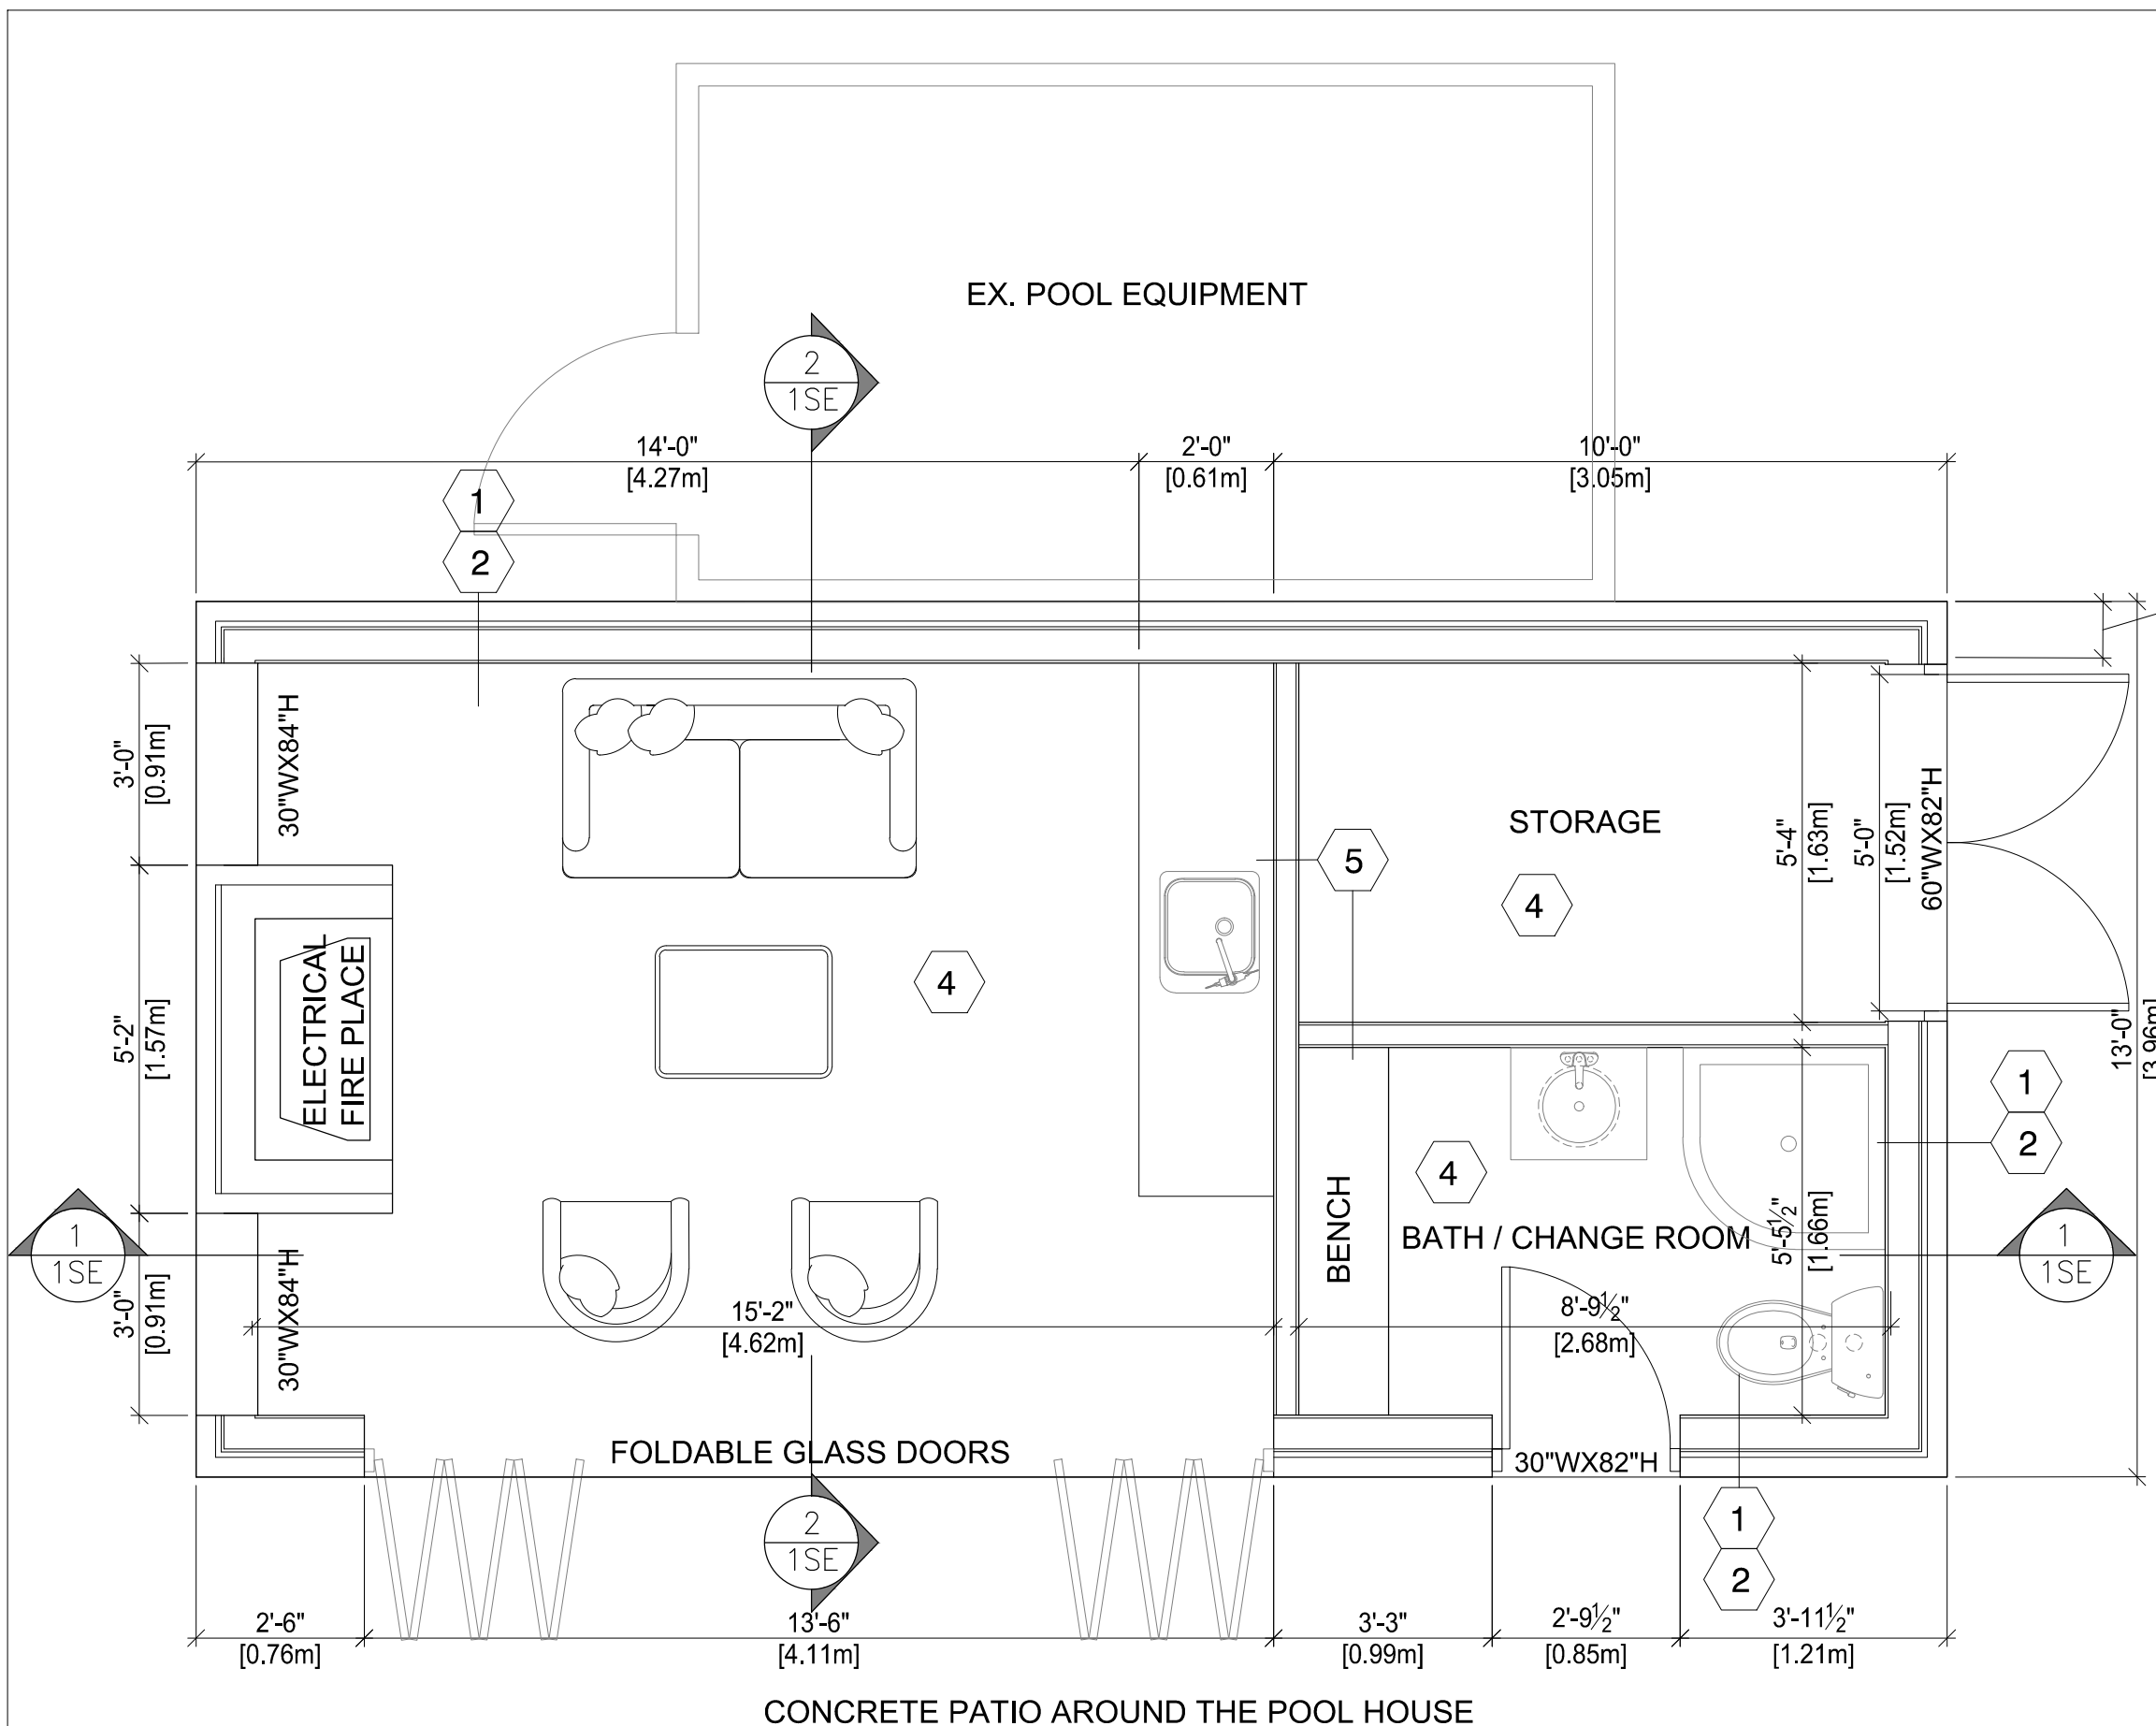 EX. POOL EQUIPMENT
2
1SE
14'-0"
[4.27m]
2'-0"
[0.61m]
10'-0"
[3.05m]
1
2
3'-0"
[0.91m]
30"WX84"H
STORAGE
5'-4"
[1.63m]
5'-0"
[1.52m]
60"WX82"H
5
4
4
5'-2"
[1.57m]
ELECTRICAL
FIRE PLACE
13'-0"
[3.96m]
1
2
4
BENCH
BATH / CHANGE ROOM
5'-5½"
[1.66m]
1
1SE
1
1SE
3'-0"
[0.91m]
30"WX84"H
15'-2"
[4.62m]
8'-9½"
[2.68m]
FOLDABLE GLASS DOORS
30"WX82"H
2
1SE
1
2
2'-6"
[0.76m]
13'-6"
[4.11m]
3'-3"
[0.99m]
2'-9½"
[0.85m]
3'-11½"
[1.21m]
CONCRETE PATIO AROUND THE POOL HOUSE